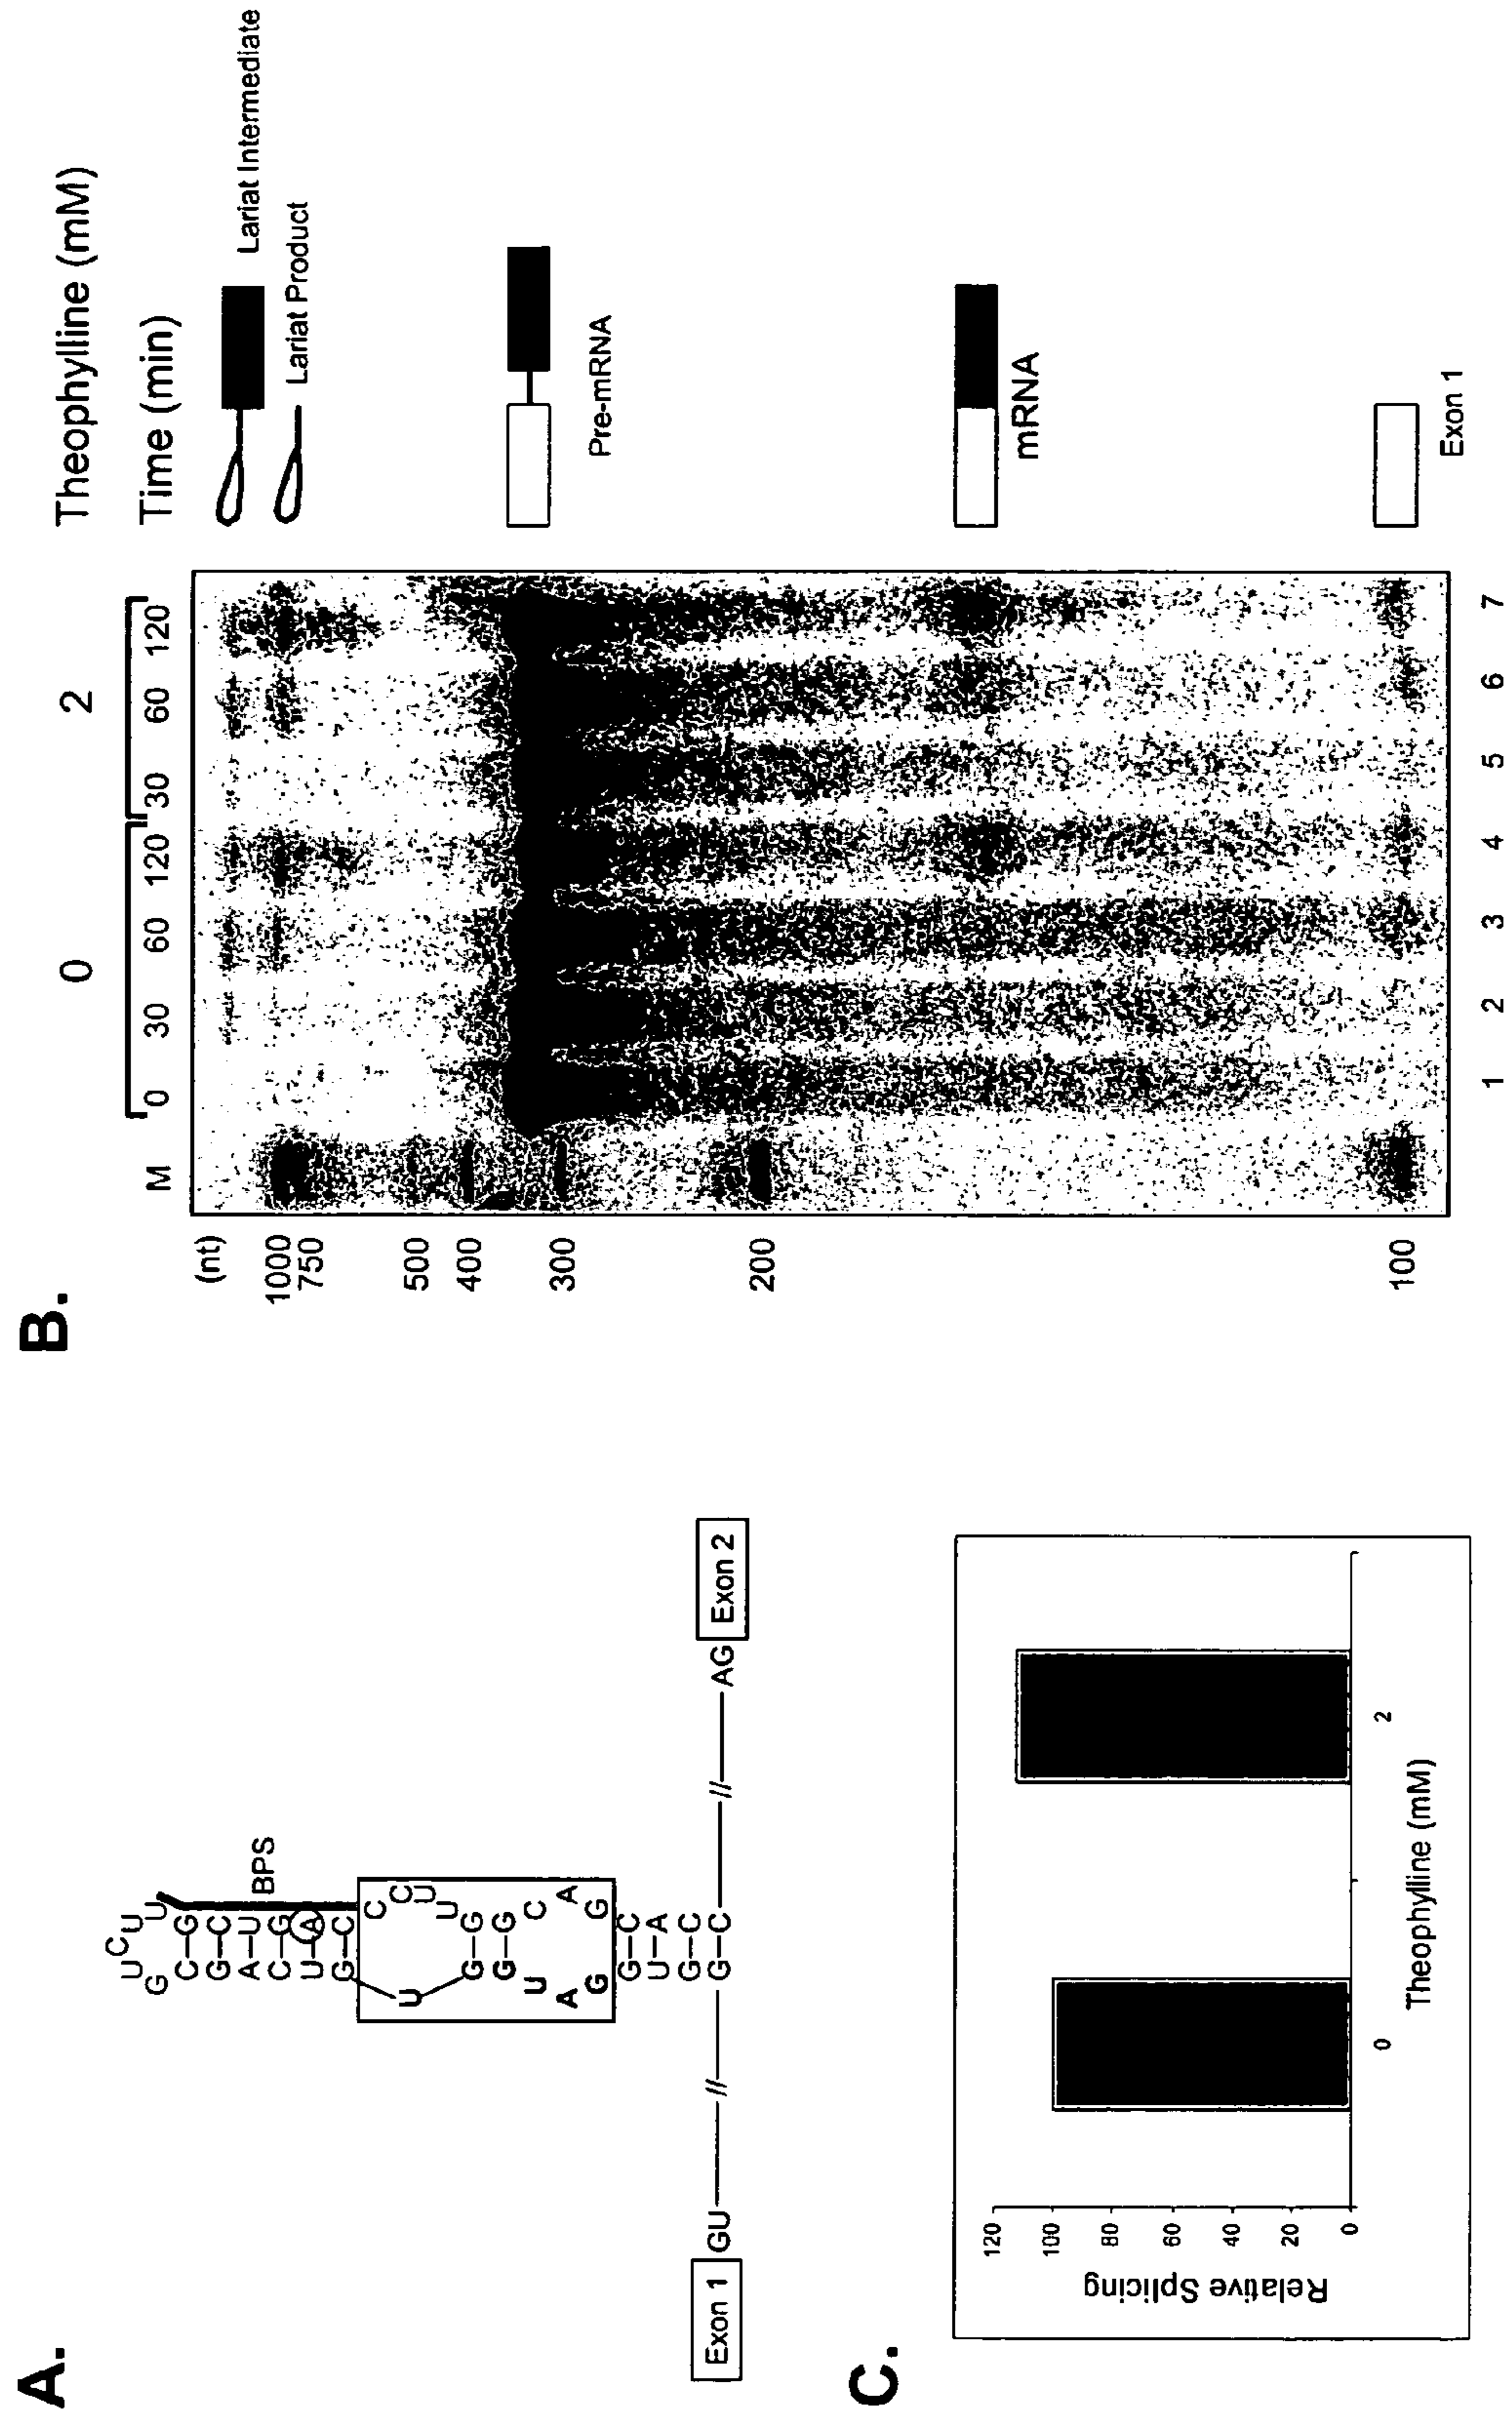 A.
C
U U
G U
C–G
G–C
A–U BPS
C–G
U–A
G–C
C
C
U U
U
G–G
G–G
U C
A A
G G
G–C
U–A
G–C
Exon 1 GU // G–C // AG Exon 2
B.
0 2 Theophylline (mM)
M 0 30 60 120 30 60 120 Time (min)
(nt)
1000
750
500
400
300
200
100
Lariat Intermediate
Lariat Product
Pre-mRNA
mRNA
Exon 1
1 2 3 4 5 6 7
C.
Relative Splicing
120
100
80
60
40
20
0
0 2
Theophylline (mM)